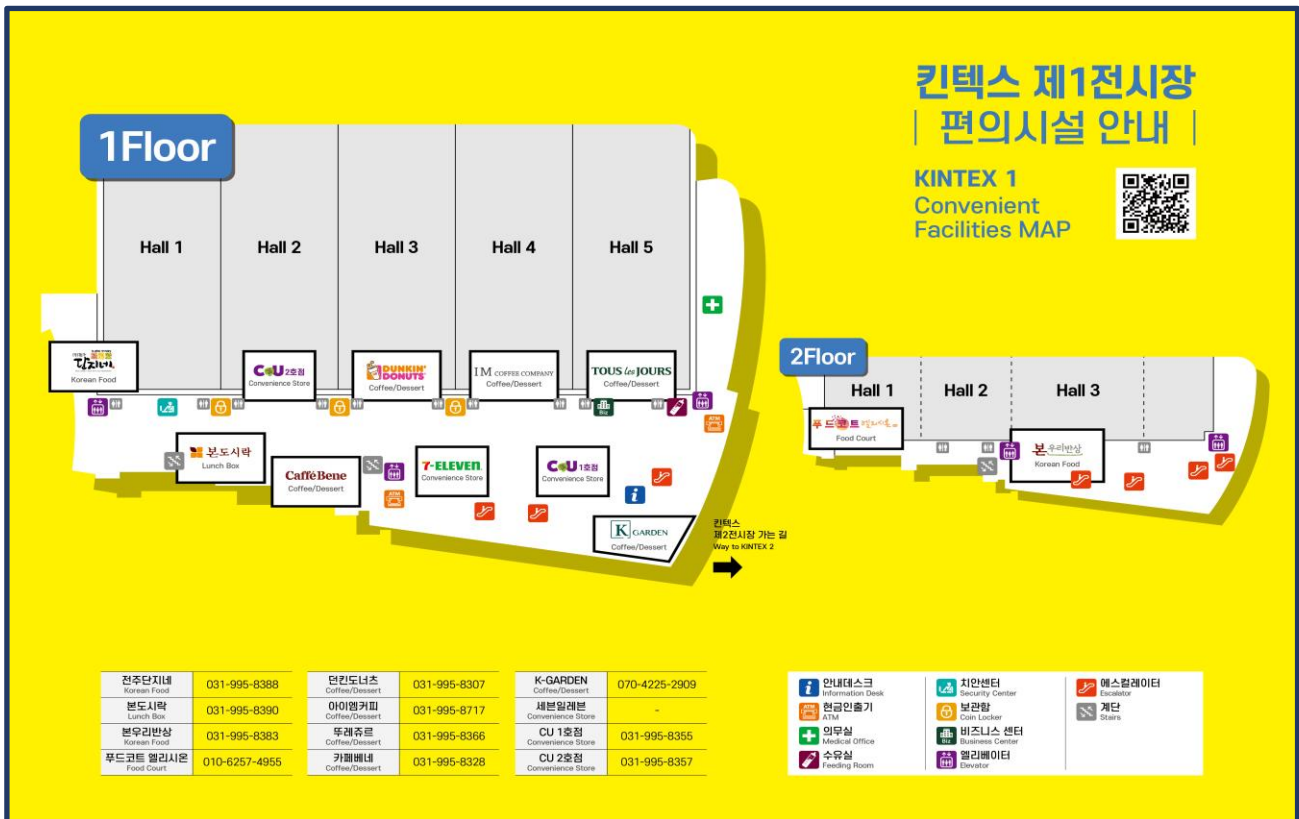 킨텍스 제1전시장
| 편의시설 안내 |
KINTEX 1
Convenient
Facilities MAP
1Floor
Hall 1
Hall 2
Hall 3
Hall 4
Hall 5
단지네
Korean Food
CU 2호점
Convenience Store
DUNKIN' DONUTS
Coffee/Dessert
I M COFFEE COMPANY
Coffee/Dessert
TOUS les JOURS
Coffee/Dessert
Biz
ATM
본도시락
Lunch Box
CafféBene
Coffee/Dessert
ATM
7-ELEVEN
Convenience Store
CU 1호점
Convenience Store
i
K GARDEN
Coffee/Dessert
킨텍스
제2전시장 가는 길
Way to KINTEX 2
2Floor
Hall 1
Hall 2
Hall 3
푸드코트
Food Court
본우리반상
Korean Food
전주단지네 031-995-8388
Korean Food
본도시락 031-995-8390
Lunch Box
본우리반상 031-995-8383
Korean Food
푸드코트 엘리시온 010-6257-4955
Food Court
던킨도너츠 031-995-8307
Coffee/Dessert
아이엠커피 031-995-8717
Coffee/Dessert
뚜레쥬르 031-995-8366
Coffee/Dessert
카페베네 031-995-8328
Coffee/Dessert
K-GARDEN 070-4225-2909
Coffee/Dessert
세븐일레븐 -
Convenience Store
CU 1호점 031-995-8355
Convenience Store
CU 2호점 031-995-8357
Convenience Store
i 안내데스크
Information Desk
ATM 현금인출기
ATM
의무실
Medical Office
수유실
Feeding Room
치안센터
Security Center
보관함
Coin Locker
Biz 비즈니스 센터
Business Center
엘리베이터
Elevator
에스컬레이터
Escalator
계단
Stairs